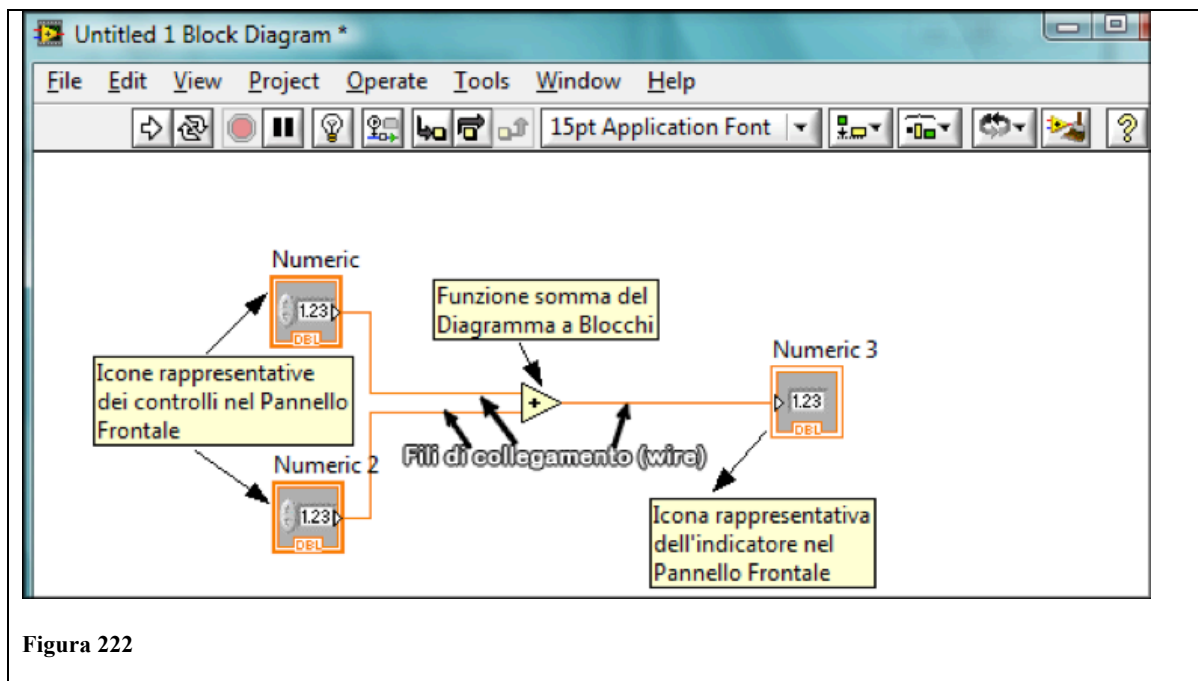 Untitled 1 Block Diagram *
File Edit View Project Operate Tools Window Help
15pt Application Font
Numeric
1.23
DBL
Funzione somma del
Diagramma a Blocchi
Numeric 3
1.23
DBL
Icone rappresentative
dei controlli nel Pannello
Frontale
Fili di collegamento (wire)
Numeric 2
1.23
DBL
Icona rappresentativa
dell'indicatore nel
Pannello Frontale
Figura 222